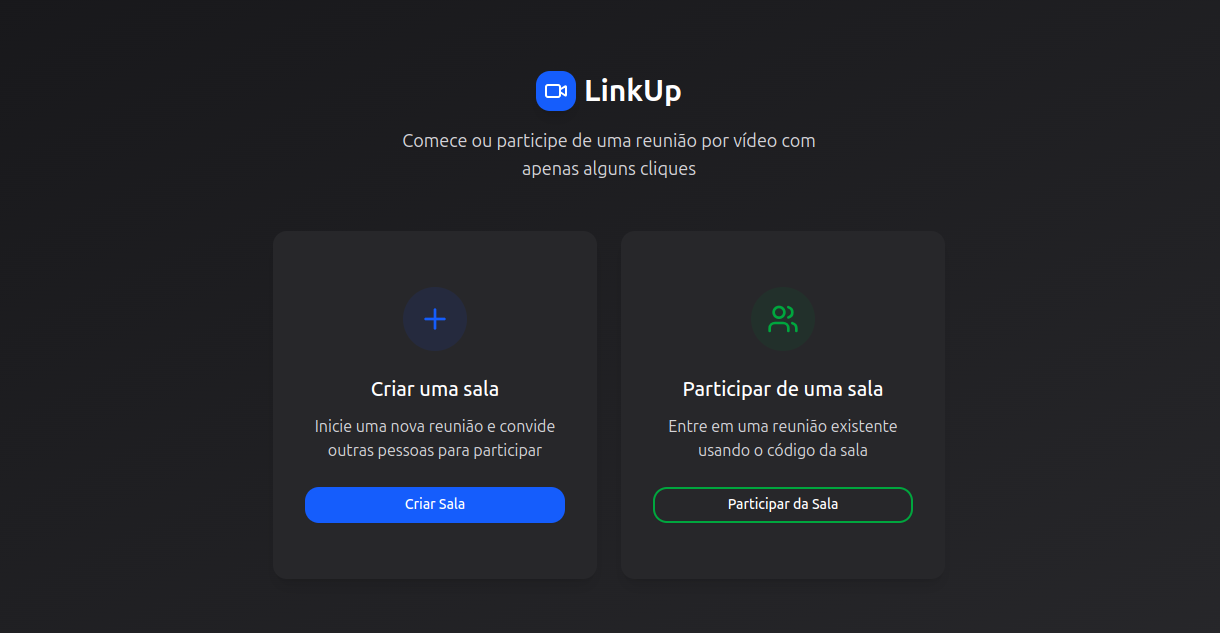 LinkUp
Comece ou participe de uma reunião por vídeo com
apenas alguns cliques
Criar uma sala
Inicie uma nova reunião e convide
outras pessoas para participar
Criar Sala
Participar de uma sala
Entre em uma reunião existente
usando o código da sala
Participar da Sala